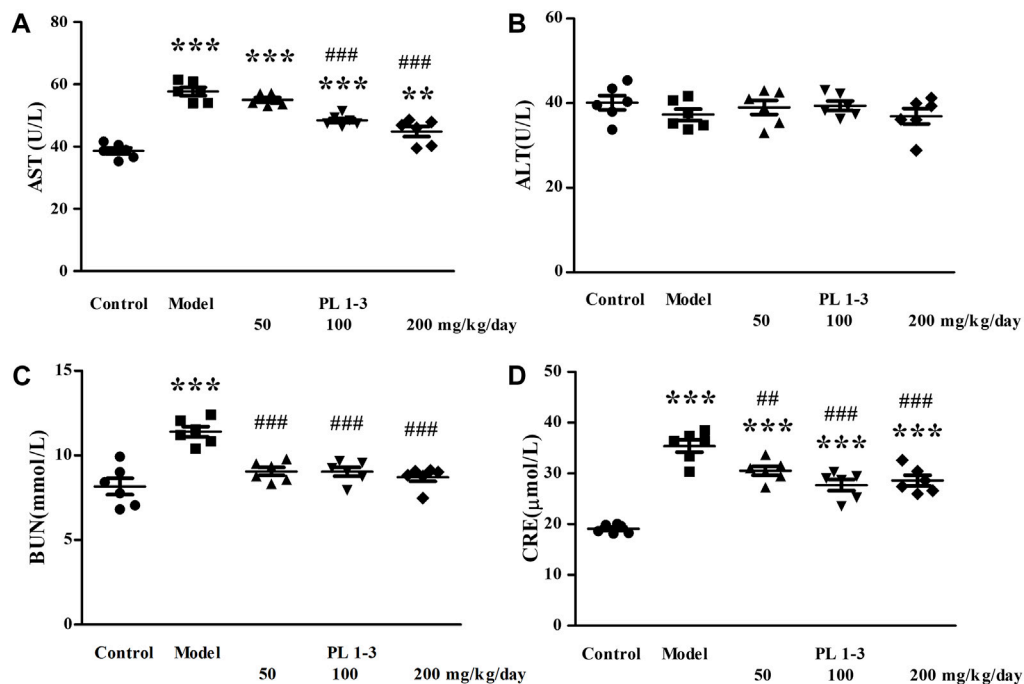 A
80
60
40
20
0
AST (U/L)
***
***
###
***
###
**
Control Model PL 1-3
50 100 200 mg/kg/day
B
60
40
20
0
ALT(U/L)
Control Model PL 1-3
50 100 200 mg/kg/day
C
15
10
5
0
BUN(mmol/L)
***
###
###
###
Control Model PL 1-3
50 100 200 mg/kg/day
D
50
40
30
20
10
0
CRE(μmol/L)
***
##
***
###
***
###
***
Control Model PL 1-3
50 100 200 mg/kg/day